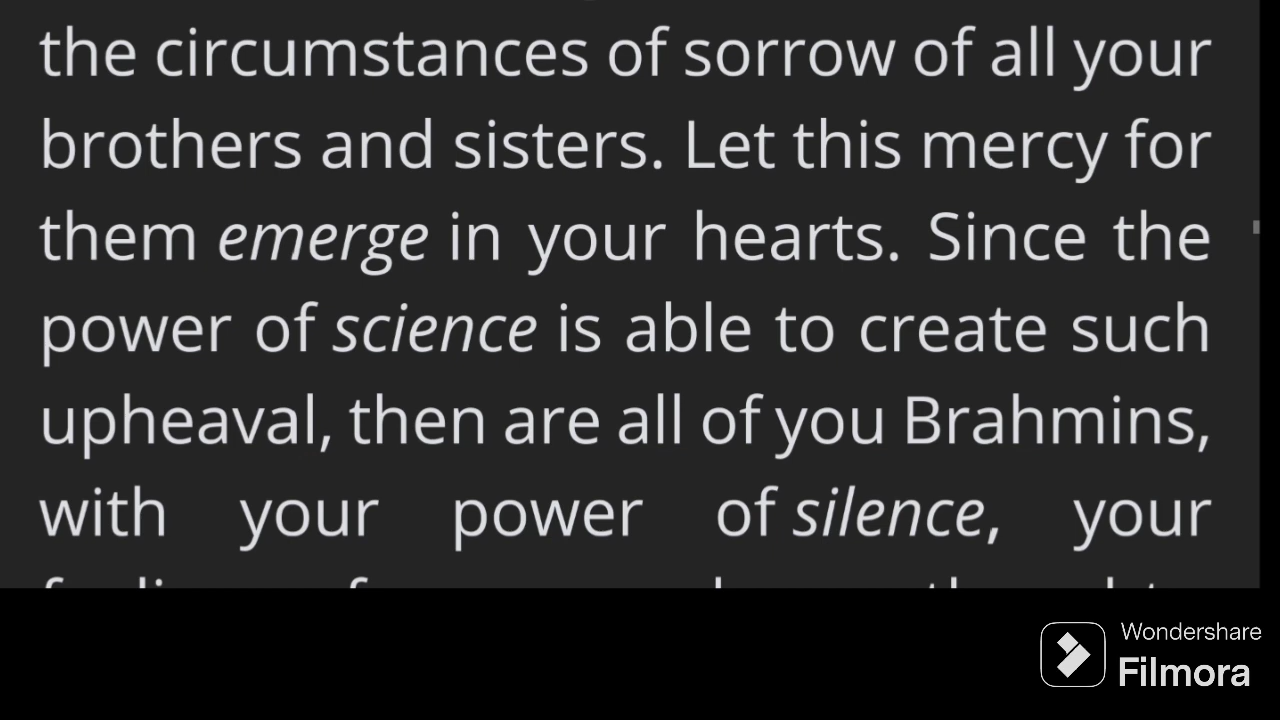 the circumstances of sorrow of all your
brothers and sisters. Let this mercy for
them emerge in your hearts. Since the
power of science is able to create such
upheaval, then are all of you Brahmins,
with your power of silence, your
Wondershare
Filmora